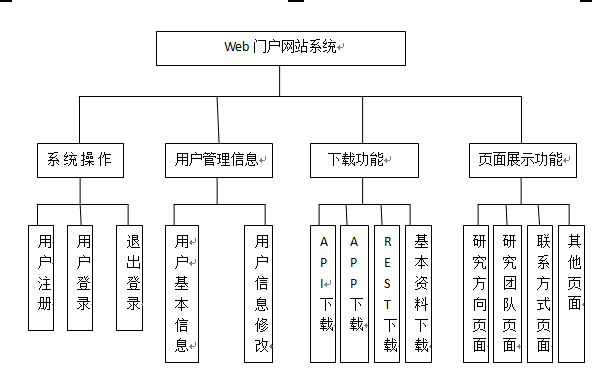 Web 门户网站系统
系统操作
用户管理信息
下载功能
页面展示功能
用户注册
用户登录
退出登录
用户基本信息
用户信息修改
API下载
APP下载
REST下载
基本资料下载
研究方向页面
研究团队页面
联系方式页面
其他页面